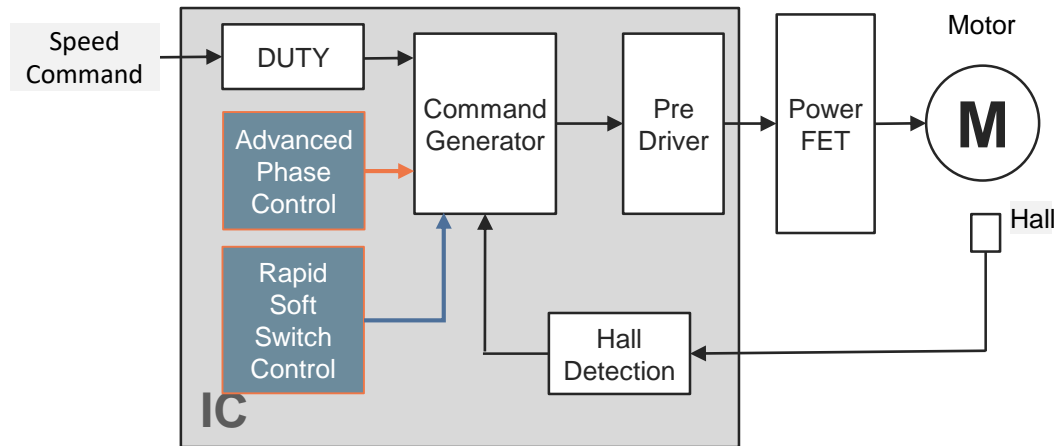 Speed
Command
DUTY
Advanced
Phase
Control
Rapid
Soft
Switch
Control
IC
Command
Generator
Pre
Driver
Power
FET
Motor
M
Hall
Hall
Detection